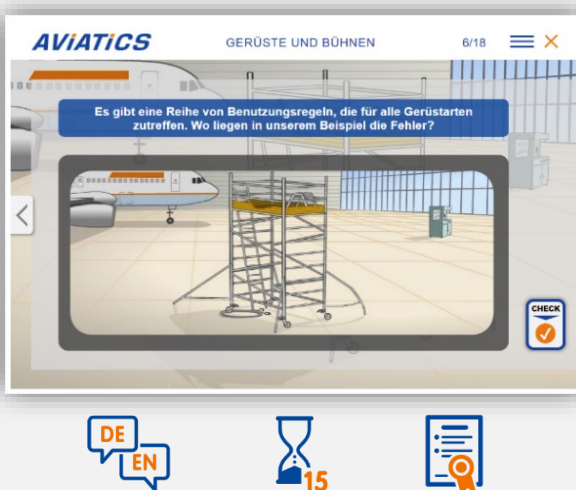 AViATiCS
GERÜSTE UND BÜHNEN
6/18
Es gibt eine Reihe von Benutzungsregeln, die für alle Gerüstarten
zutreffen. Wo liegen in unserem Beispiel die Fehler?
CHECK
DE
EN
15